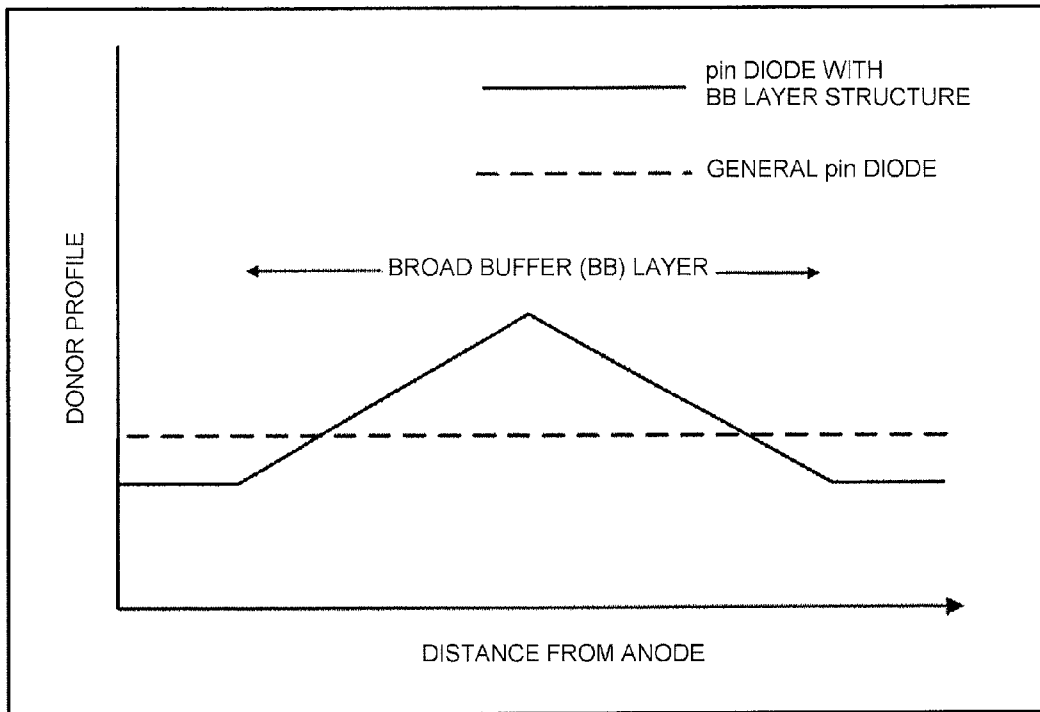 pin DIODE WITH
BB LAYER STRUCTURE
GENERAL pin DIODE
BROAD BUFFER (BB) LAYER
DONOR PROFILE
DISTANCE FROM ANODE